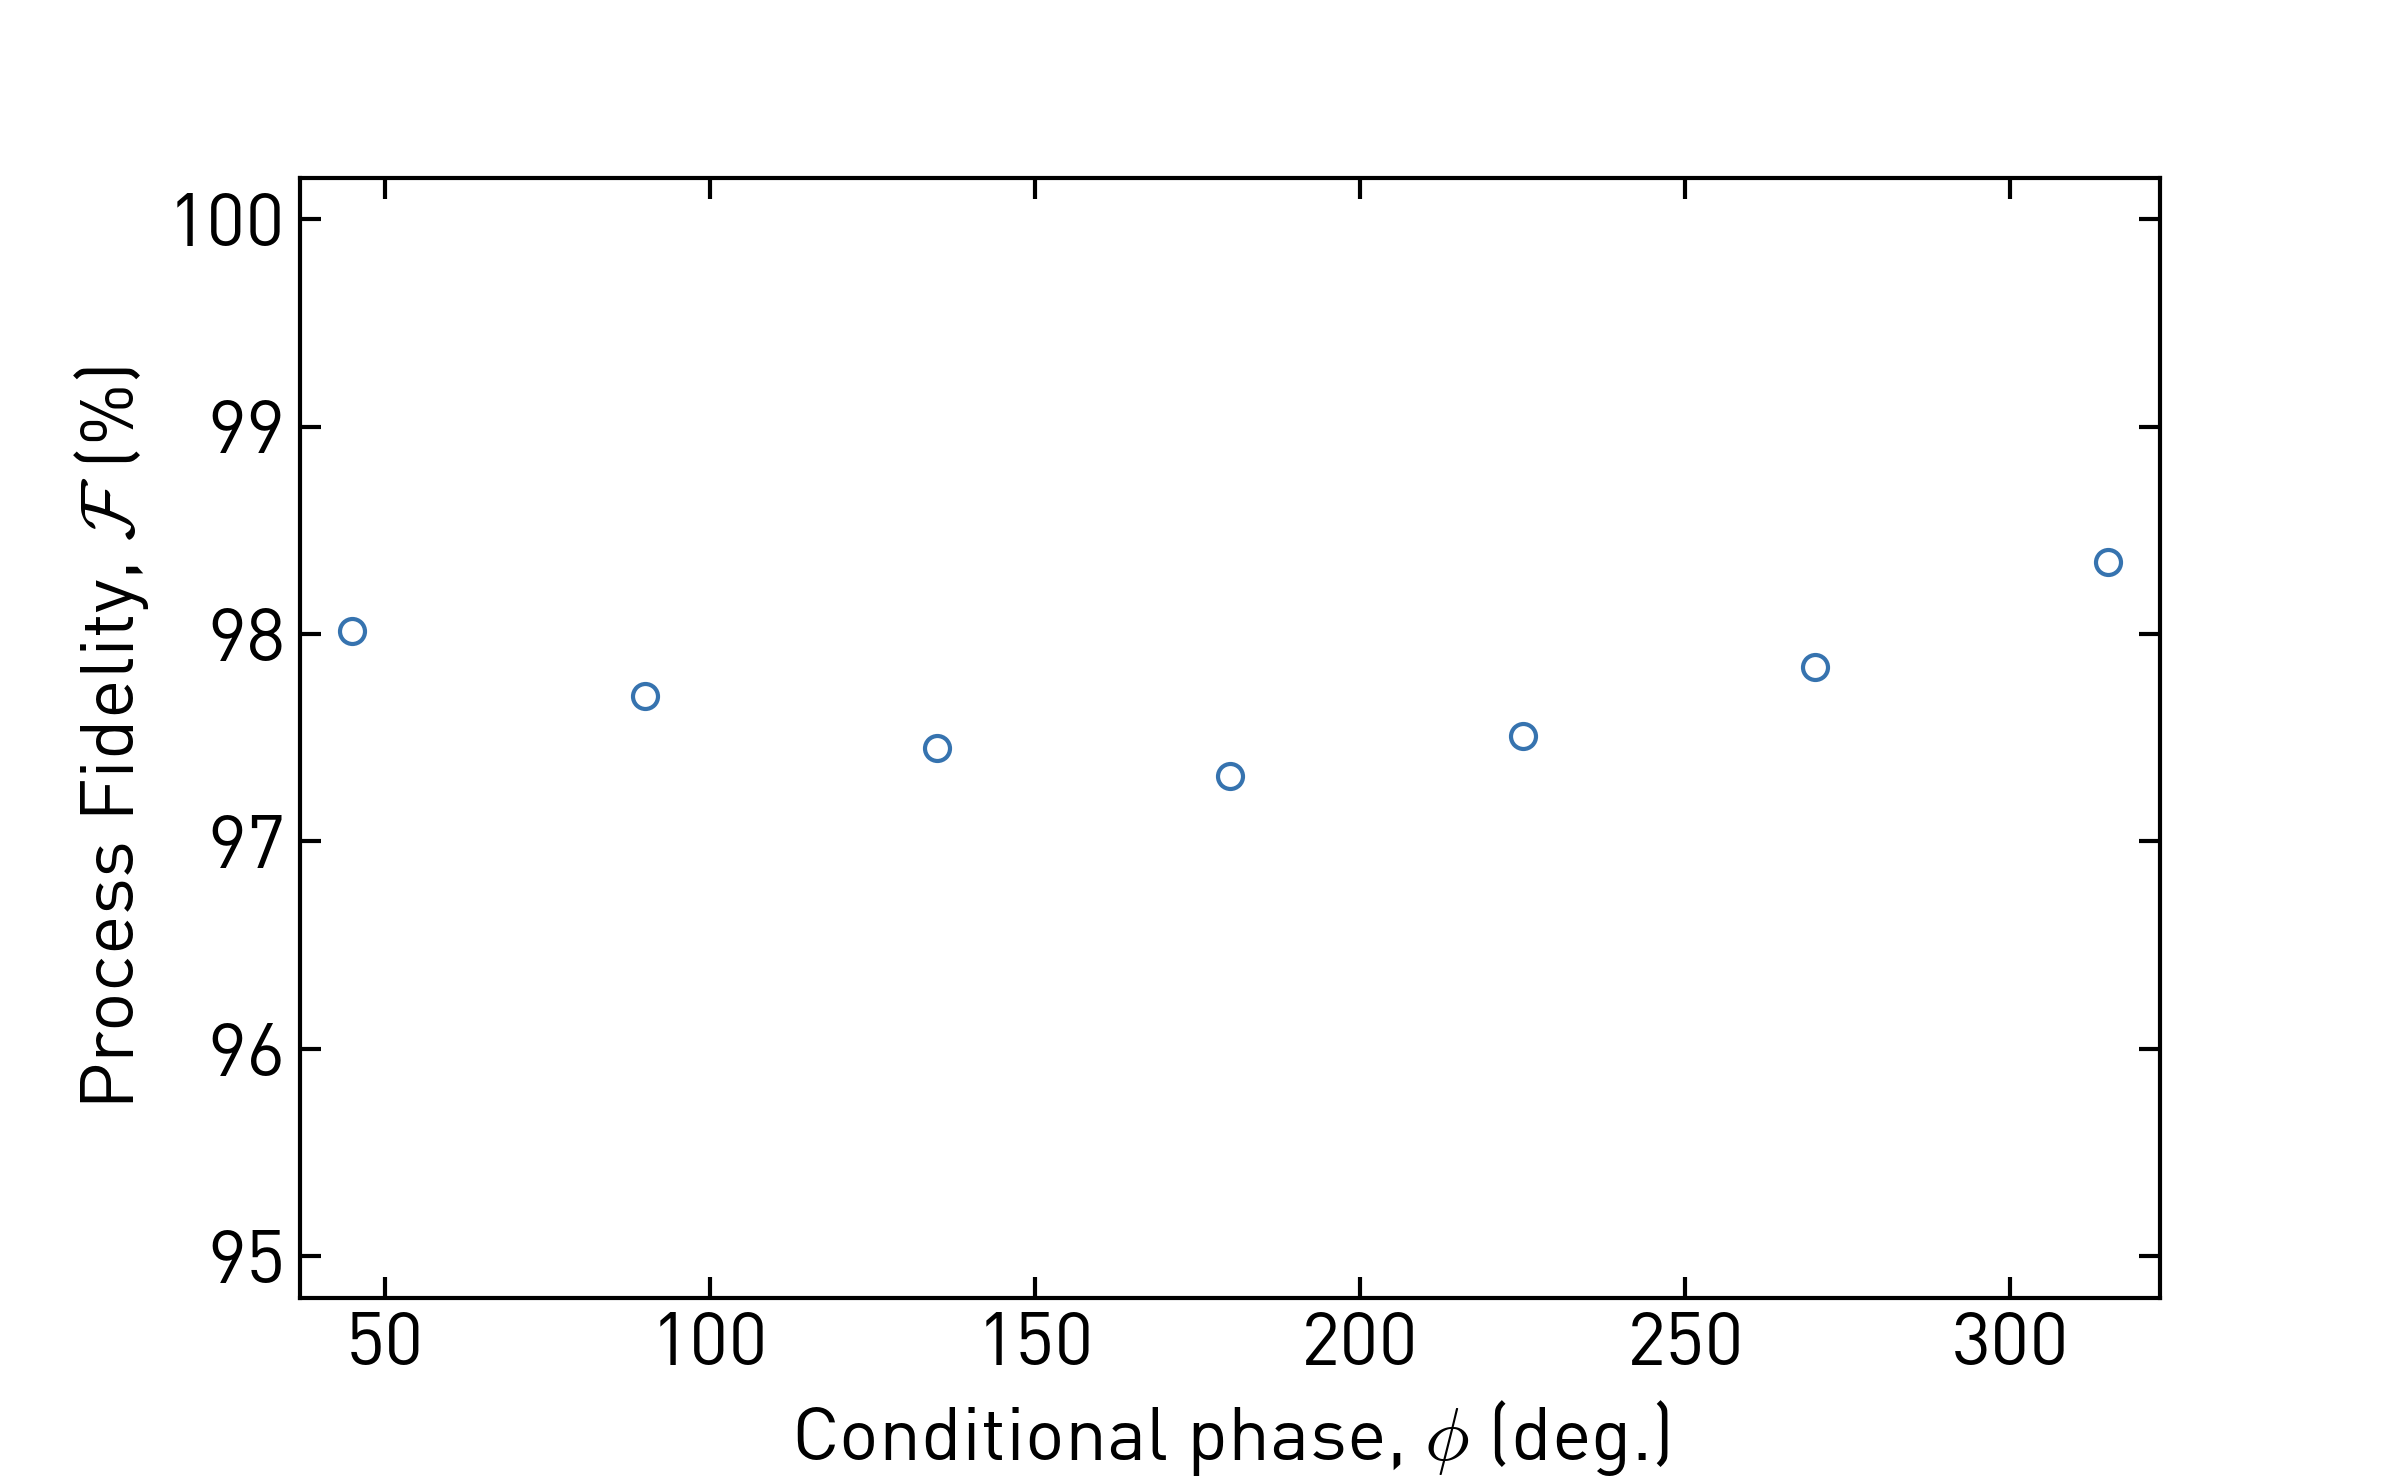 100
99
98
97
96
95
Process Fidelity, ℱ (%)
50 100 150 200 250 300
Conditional phase, ϕ (deg.)